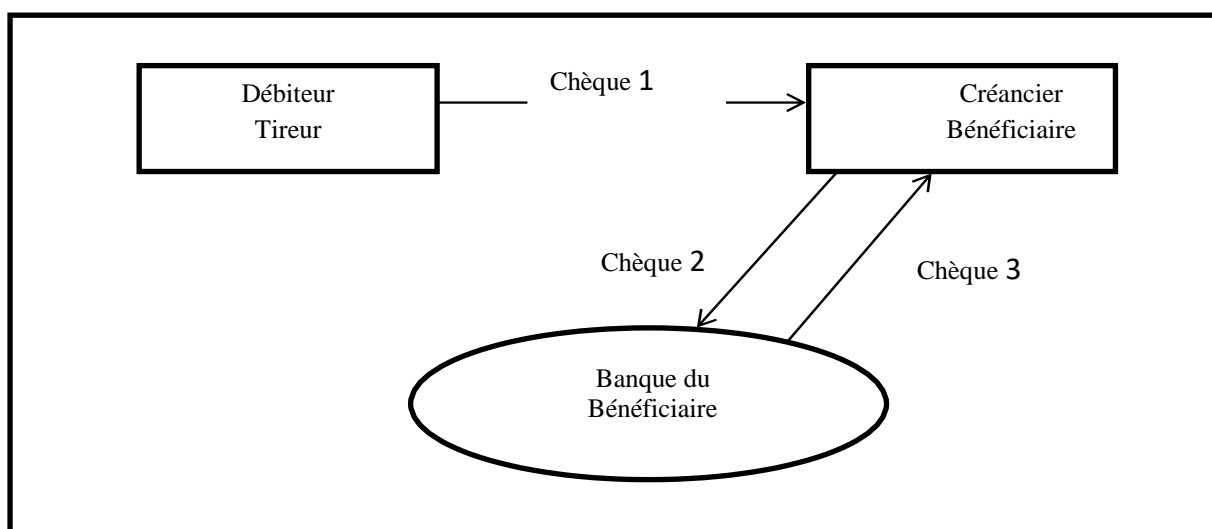 Débiteur
Tireur
Chèque 1
Créancier
Bénéficiaire
Chèque 2
Chèque 3
Banque du
Bénéficiaire